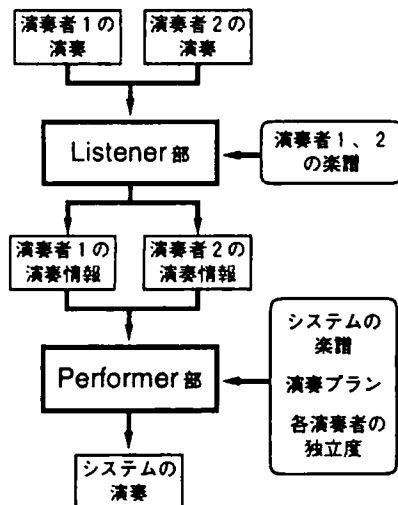 演奏者1の
演奏
演奏者2の
演奏
Listener部
演奏者1、2
の楽譜
演奏者1の
演奏情報
演奏者2の
演奏情報
Performer部
システムの
楽譜
演奏プラン
各演奏者の
独立度
システムの
演奏